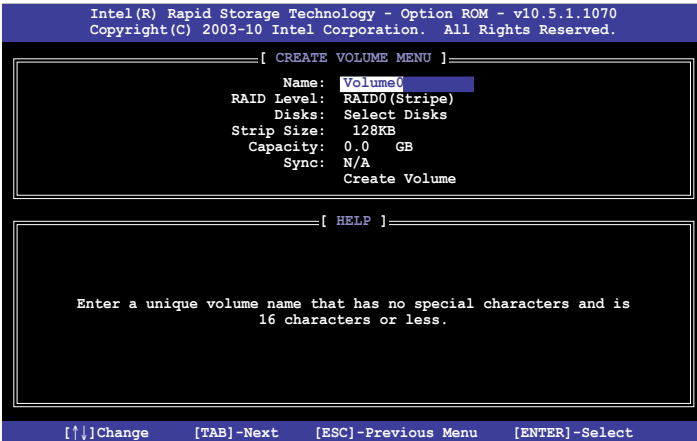 Intel(R) Rapid Storage Technology - Option ROM - v10.5.1.1070
Copyright(C) 2003-10 Intel Corporation.  All Rights Reserved.
[ CREATE VOLUME MENU ]
Name: Volume0
RAID Level: RAID0(Stripe)
Disks: Select Disks
Strip Size: 128KB
Capacity: 0.0 GB
Sync: N/A
Create Volume
[ HELP ]
Enter a unique volume name that has no special characters and is
16 characters or less.
[↑↓]Change [TAB]-Next [ESC]-Previous Menu [ENTER]-Select